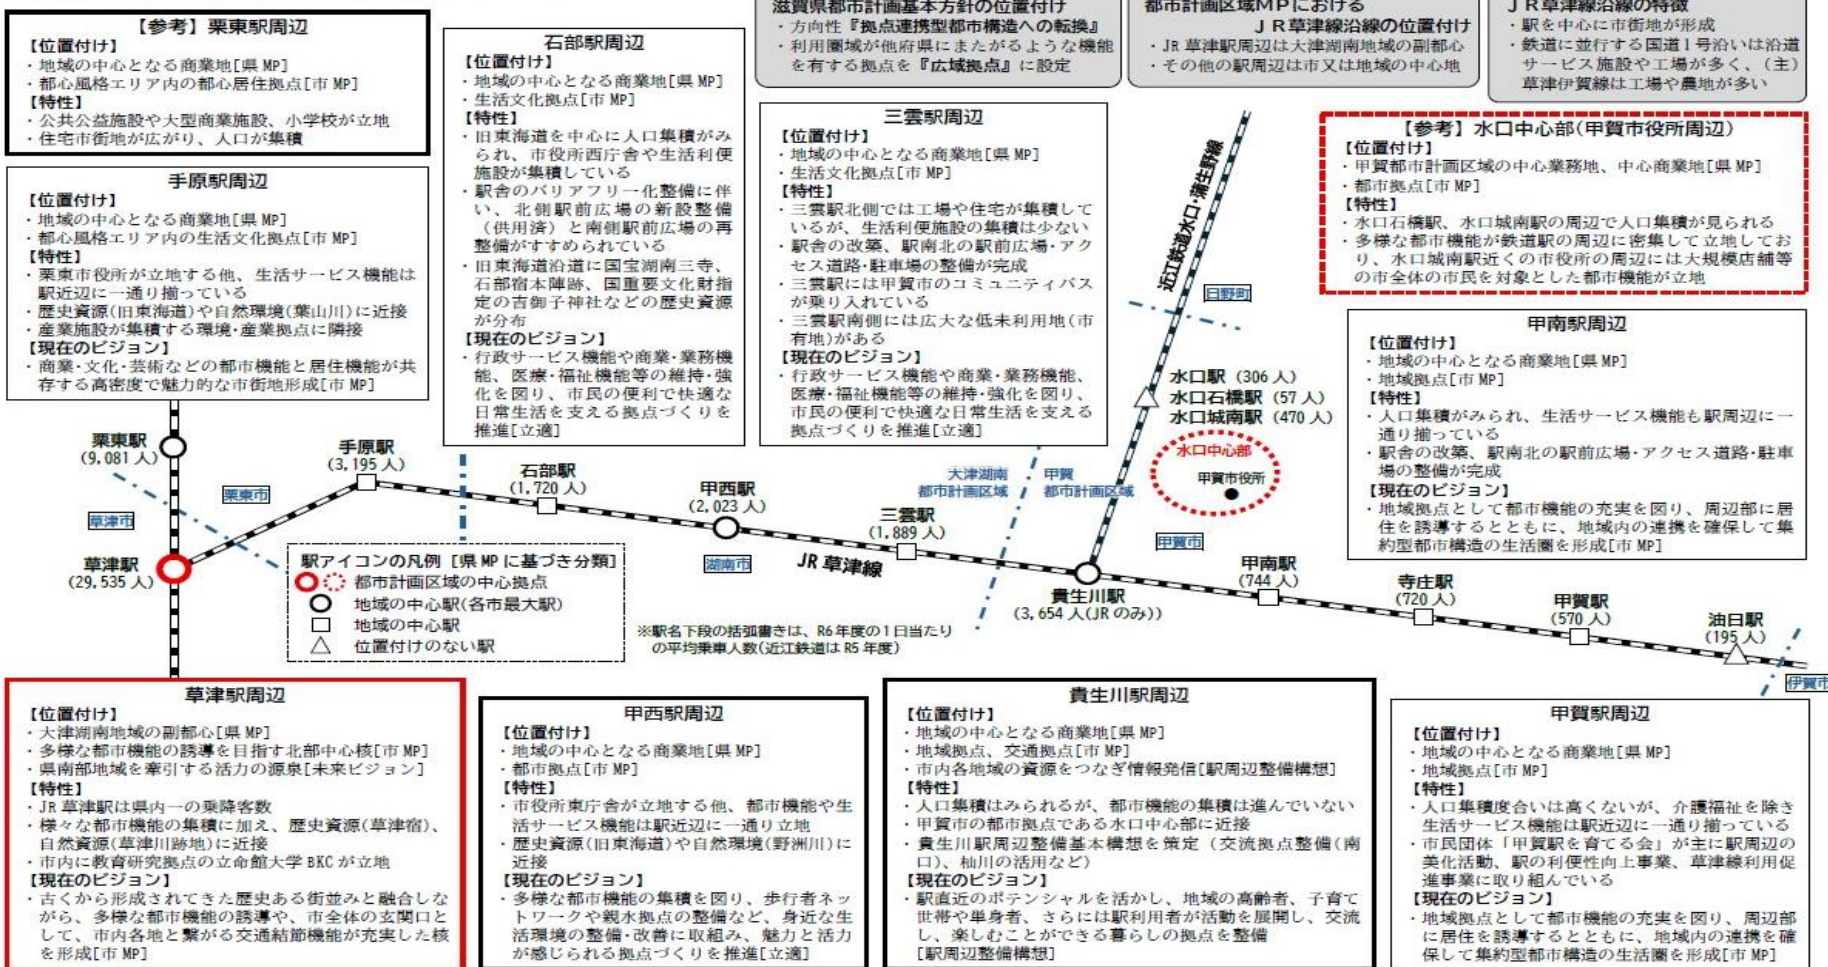 滋賀県都市計画基本方針の位置付け
・方向性『拠点連携型都市構造への転換』
・利用圏域が他府県にまたがるような機能
を有する拠点を『広域拠点』に設定
都市計画区域MPにおける
JR草津線沿線の位置付け
・JR草津駅周辺は大津湖南地域の副都心
・その他の駅周辺は市又は地域の中心地
JR草津線沿線の特徴
・駅を中心に市街地が形成
・鉄道に並行する国道1号沿いは沿道
サービス施設や工場が多く、(主)
草津伊賀線は工場や農地が多い
【参考】栗東駅周辺
【位置付け】
・地域の中心となる商業地[県MP]
・都心風格エリア内の都心居住拠点[市MP]
【特性】
・公共公益施設や大型商業施設、小学校が立地
・住宅市街地が広がり、人口が集積
手原駅周辺
【位置付け】
・地域の中心となる商業地[県MP]
・都心風格エリア内の生活文化拠点[市MP]
【特性】
・栗東市役所が立地する他、生活サービス機能は
駅近辺に一通り揃っている
・歴史資源(旧東海道)や自然環境(葉山川)に近接
・産業施設が集積する環境・産業拠点に隣接
【現在のビジョン】
・商業・文化・芸術などの都市機能と居住機能が共
存する高密度で魅力的な市街地形成[市MP]
石部駅周辺
【位置付け】
・地域の中心となる商業地[県MP]
・生活文化拠点[市MP]
【特性】
・旧東海道を中心に人口集積がみ
られ、市役所西庁舎や生活利便
施設が集積している
・駅舎のバリアフリー化整備に伴
い、北側駅前広場の新設整備
(供用済)と南側駅前広場の再
整備がすすめられている
・旧東海道沿道に国宝湖南三寺、
石部宿本陣跡、国重要文化財指
定の吉御子神社などの歴史資源
が分布
【現在のビジョン】
・行政サービス機能や商業・業務機
能、医療・福祉機能等の維持・強
化を図り、市民の便利で快適な
日常生活を支える拠点づくりを
推進[立適]
三雲駅周辺
【位置付け】
・地域の中心となる商業地[県MP]
・生活文化拠点[市MP]
【特性】
・三雲駅北側では工場や住宅が集積して
いるが、生活利便施設の集積は少ない
・駅舎の改築、駅南北の駅前広場・アク
セス道路・駐車場の整備が完成
・三雲駅には甲賀市のコミュニティバス
が乗り入れている
・三雲駅南側には広大な低未利用地(市
有地)がある
【現在のビジョン】
・行政サービス機能や商業・業務機能、
医療・福祉機能等の維持・強化を図り、
市民の便利で快適な日常生活を支える
拠点づくりを推進[立適]
【参考】水口中心部(甲賀市役所周辺)
【位置付け】
・甲賀都市計画区域の中心業務地、中心商業地[県MP]
・都市拠点[市MP]
【特性】
・水口石橋駅、水口城南駅の周辺で人口集積が見られる
・多様な都市機能が鉄道駅の周辺に密集して立地してお
り、水口城南駅近くの市役所の周辺には大規模店舗等
の市全体の市民を対象とした都市機能が立地
甲南駅周辺
【位置付け】
・地域の中心となる商業地[県MP]
・地域拠点[市MP]
【特性】
・人口集積がみられ、生活サービス機能も駅周辺に一
通り揃っている
・駅舎の改築、駅南北の駅前広場・アクセス道路・駐車
場の整備が完成
【現在のビジョン】
・地域拠点として都市機能の充実を図り、周辺部に居
住を誘導するとともに、地域内の連携を確保して集
約型都市構造の生活圏を形成[市MP]
近江鉄道水口・蒲生野線
日野町
水口駅(306人)
水口石橋駅(57人)
水口城南駅(470人)
水口中心部
甲賀市役所
大津湖南
都市計画区域
甲賀
都市計画区域
甲賀市
栗東駅
(9,081人)
手原駅
(3,195人)
栗東市
草津市
草津駅
(29,535人)
石部駅
(1,720人)
甲西駅
(2,023人)
三雲駅
(1,889人)
湖南市
JR草津線
貴生川駅
(3,654人(JRのみ))
甲南駅
(744人)
寺庄駅
(720人)
甲賀駅
(570人)
油日駅
(195人)
伊賀市
駅アイコンの凡例[県MPに基づき分類]
都市計画区域の中心拠点
地域の中心駅(各市最大駅)
地域の中心駅
位置付けのない駅
※駅名下段の括弧書きは、R6年度の1日当たり
の平均乗車人数(近江鉄道はR5年度)
草津駅周辺
【位置付け】
・大津湖南地域の副都心[県MP]
・多様な都市機能の誘導を目指す北部中心核[市MP]
・県南部地域を牽引する活力の源泉[未来ビジョン]
【特性】
・JR草津駅は県内一の乗降客数
・様々な都市機能の集積に加え、歴史資源(草津宿)、
自然資源(草津川跡地)に近接
・市内に教育研究拠点の立命館大学BKCが立地
【現在のビジョン】
・古くから形成されてきた歴史ある街並みと融合しな
がら、多様な都市機能の誘導や、市全体の玄関口と
して、市内各地と繋がる交通結節機能が充実した核
を形成[市MP]
甲西駅周辺
【位置付け】
・地域の中心となる商業地[県MP]
・都市拠点[市MP]
【特性】
・市役所東庁舎が立地する他、都市機能や生
活サービス機能は駅近辺に一通り立地
・歴史資源(旧東海道)や自然環境(野洲川)に
近接
【現在のビジョン】
・多様な都市機能の集積を図り、歩行者ネッ
トワークや親水拠点の整備など、身近な生
活環境の整備・改善に取組み、魅力と活力
が感じられる拠点づくりを推進[立適]
貴生川駅周辺
【位置付け】
・地域の中心となる商業地[県MP]
・地域拠点、交通拠点[市MP]
・市内各地域の資源をつなぎ情報発信[駅周辺整備構想]
【特性】
・人口集積はみられるが、都市機能の集積は進んでいない
・甲賀市の都市拠点である水口中心部に近接
・貴生川駅周辺整備基本構想を策定(交流拠点整備(南
口)、杣川の活用など)
【現在のビジョン】
・駅直近のポテンシャルを活かし、地域の高齢者、子育て
世帯や単身者、さらには駅利用者が活動を展開し、交流
し、楽しむことができる暮らしの拠点を整備
[駅周辺整備構想]
甲賀駅周辺
【位置付け】
・地域の中心となる商業地[県MP]
・地域拠点[市MP]
【特性】
・人口集積度合いは高くないが、介護福祉を除き
生活サービス機能は駅近辺に一通り揃っている
・市民団体「甲賀駅を育てる会」が主に駅周辺の
美化活動、駅の利便性向上事業、草津線利用促
進事業に取り組んでいる
【現在のビジョン】
・地域拠点として都市機能の充実を図り、周辺部
に居住を誘導するとともに、地域内の連携を確
保して集約型都市構造の生活圏を形成[市MP]